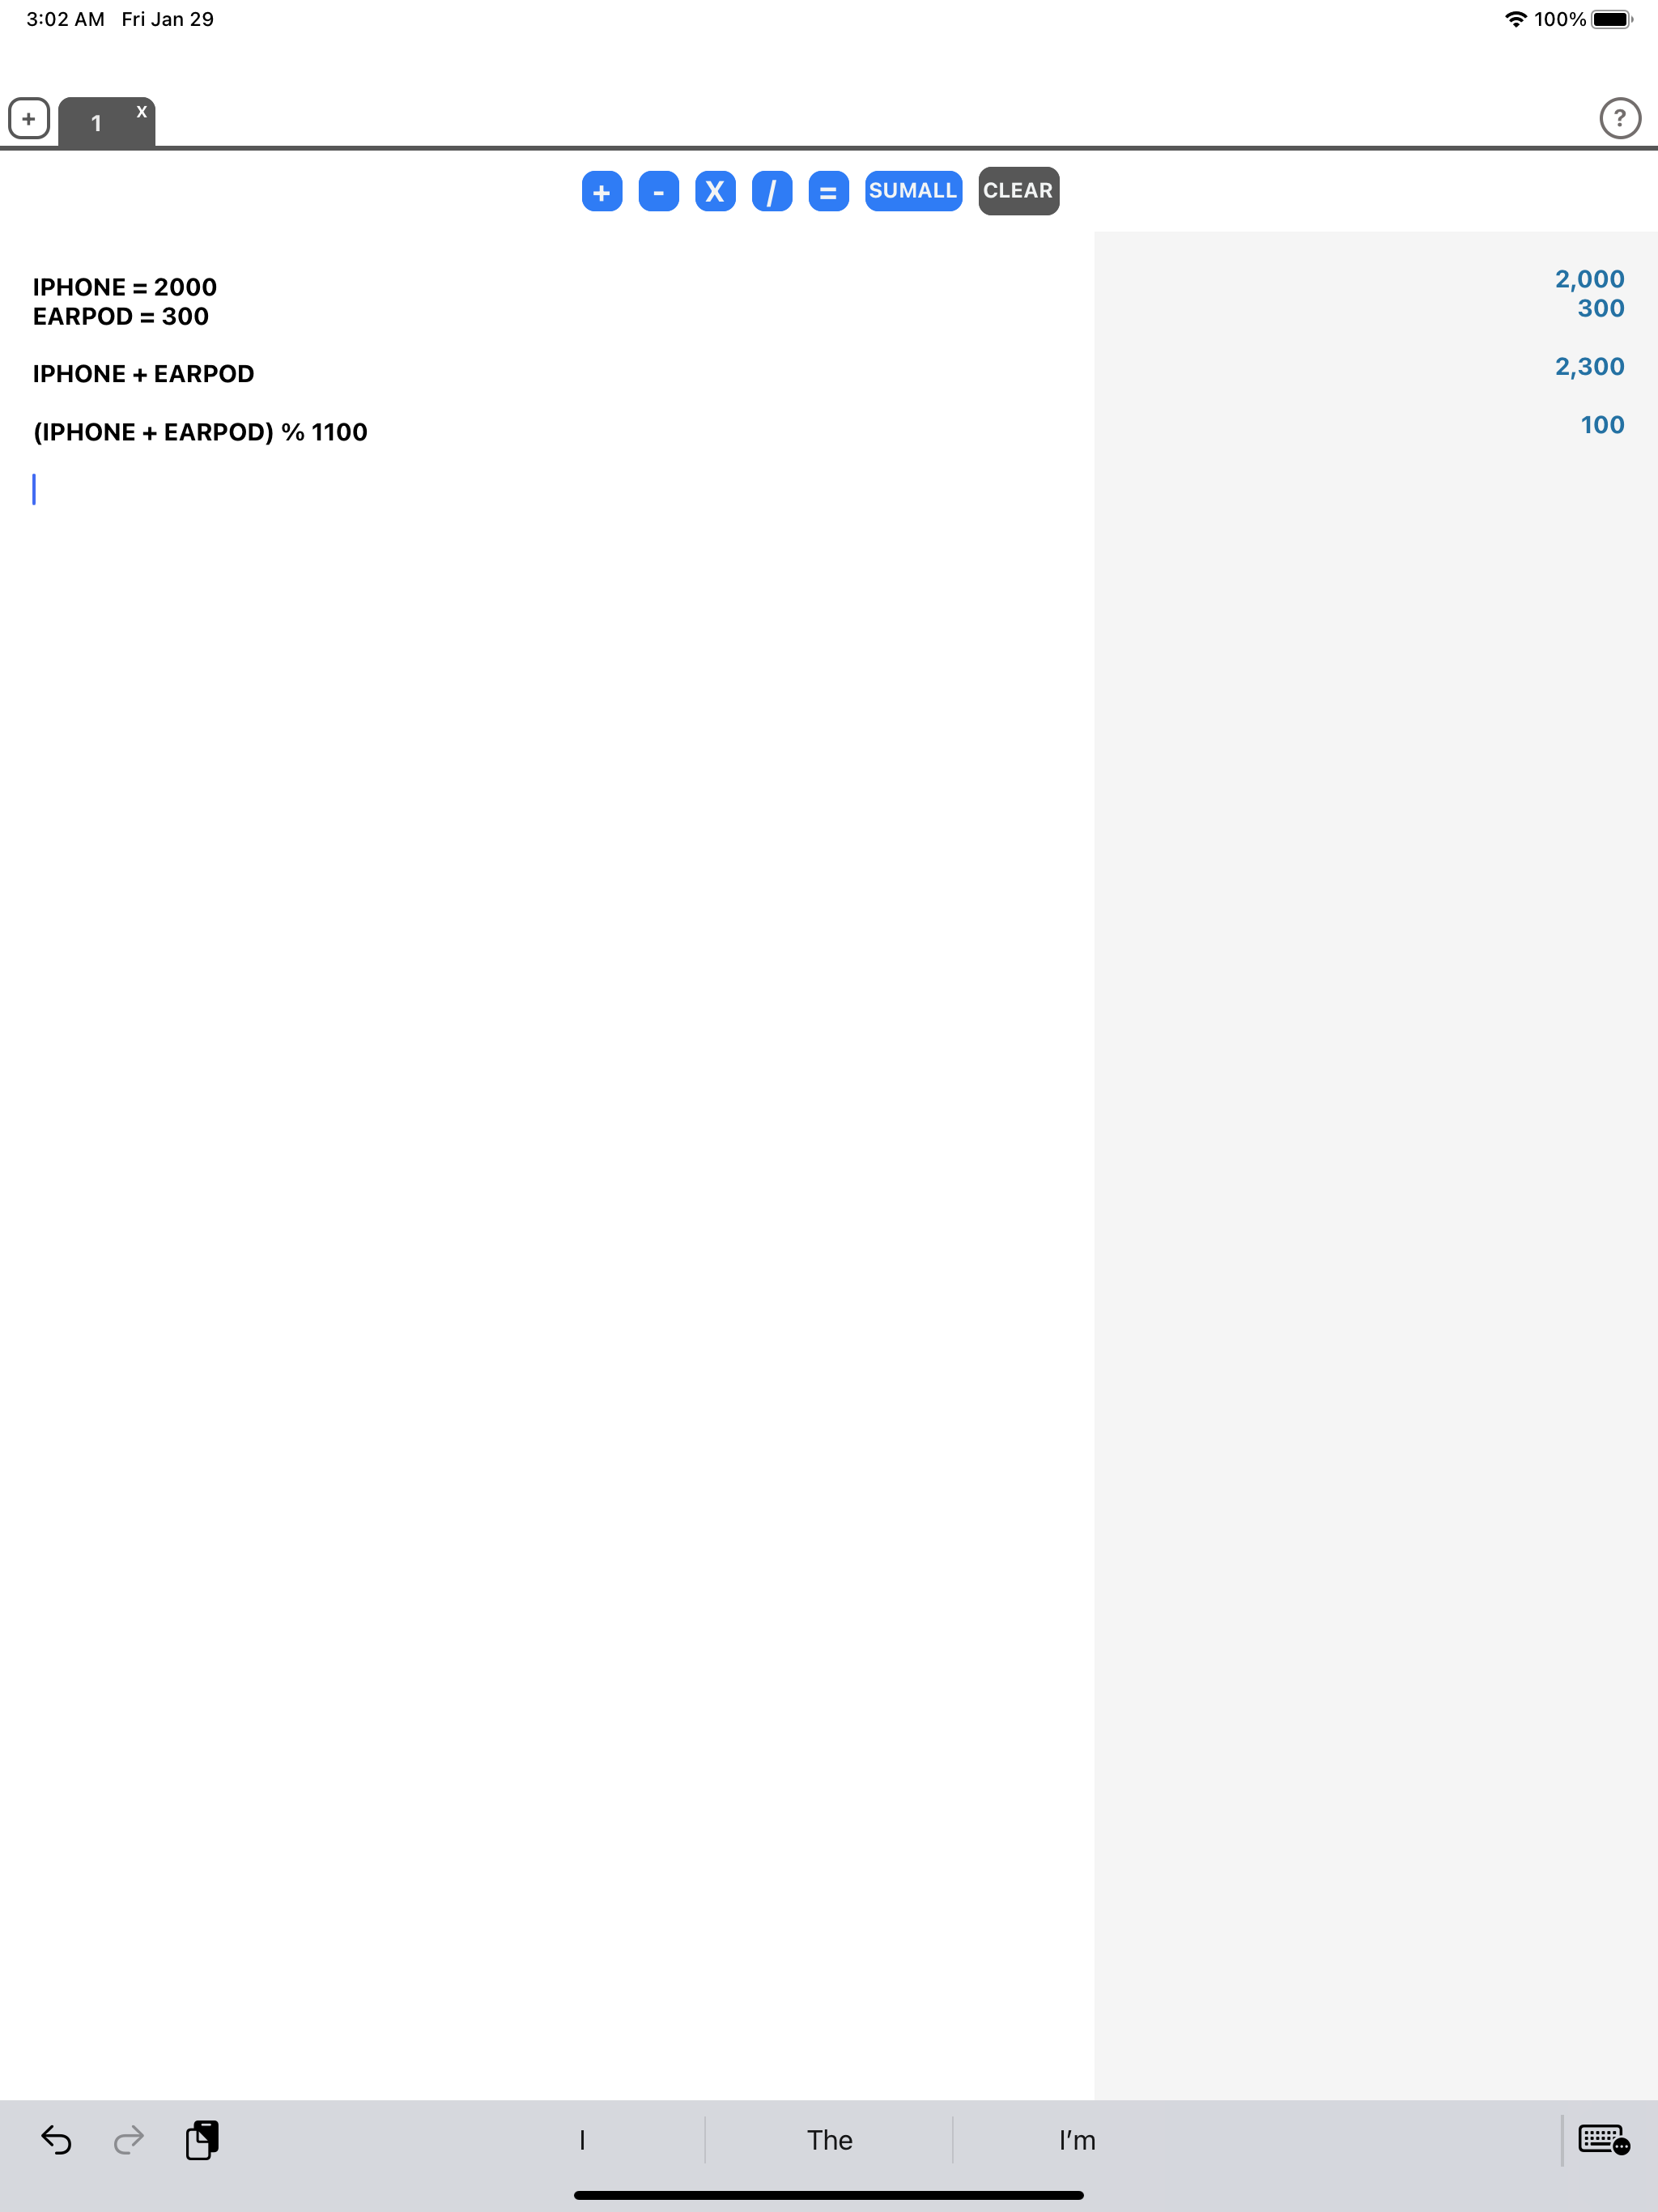 3:02 AM Fri Jan 29 100%
+ 1 X ?
+ - X / = SUMALL CLEAR
IPHONE = 2000 2,000
EARPOD = 300 300
IPHONE + EARPOD 2,300
(IPHONE + EARPOD) % 1100 100
I The I’m